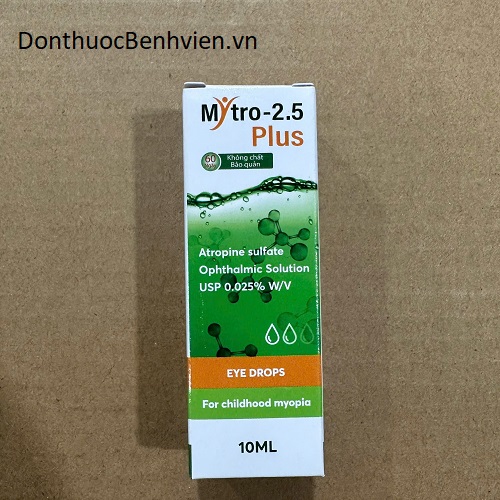 DonthuocBenhvien.vn
Mytro-2.5
Plus
60
Không chất
Bảo quản
Atropine sulfate
Ophthalmic Solution
USP 0.025% W/V
EYE DROPS
For childhood myopia
10ML